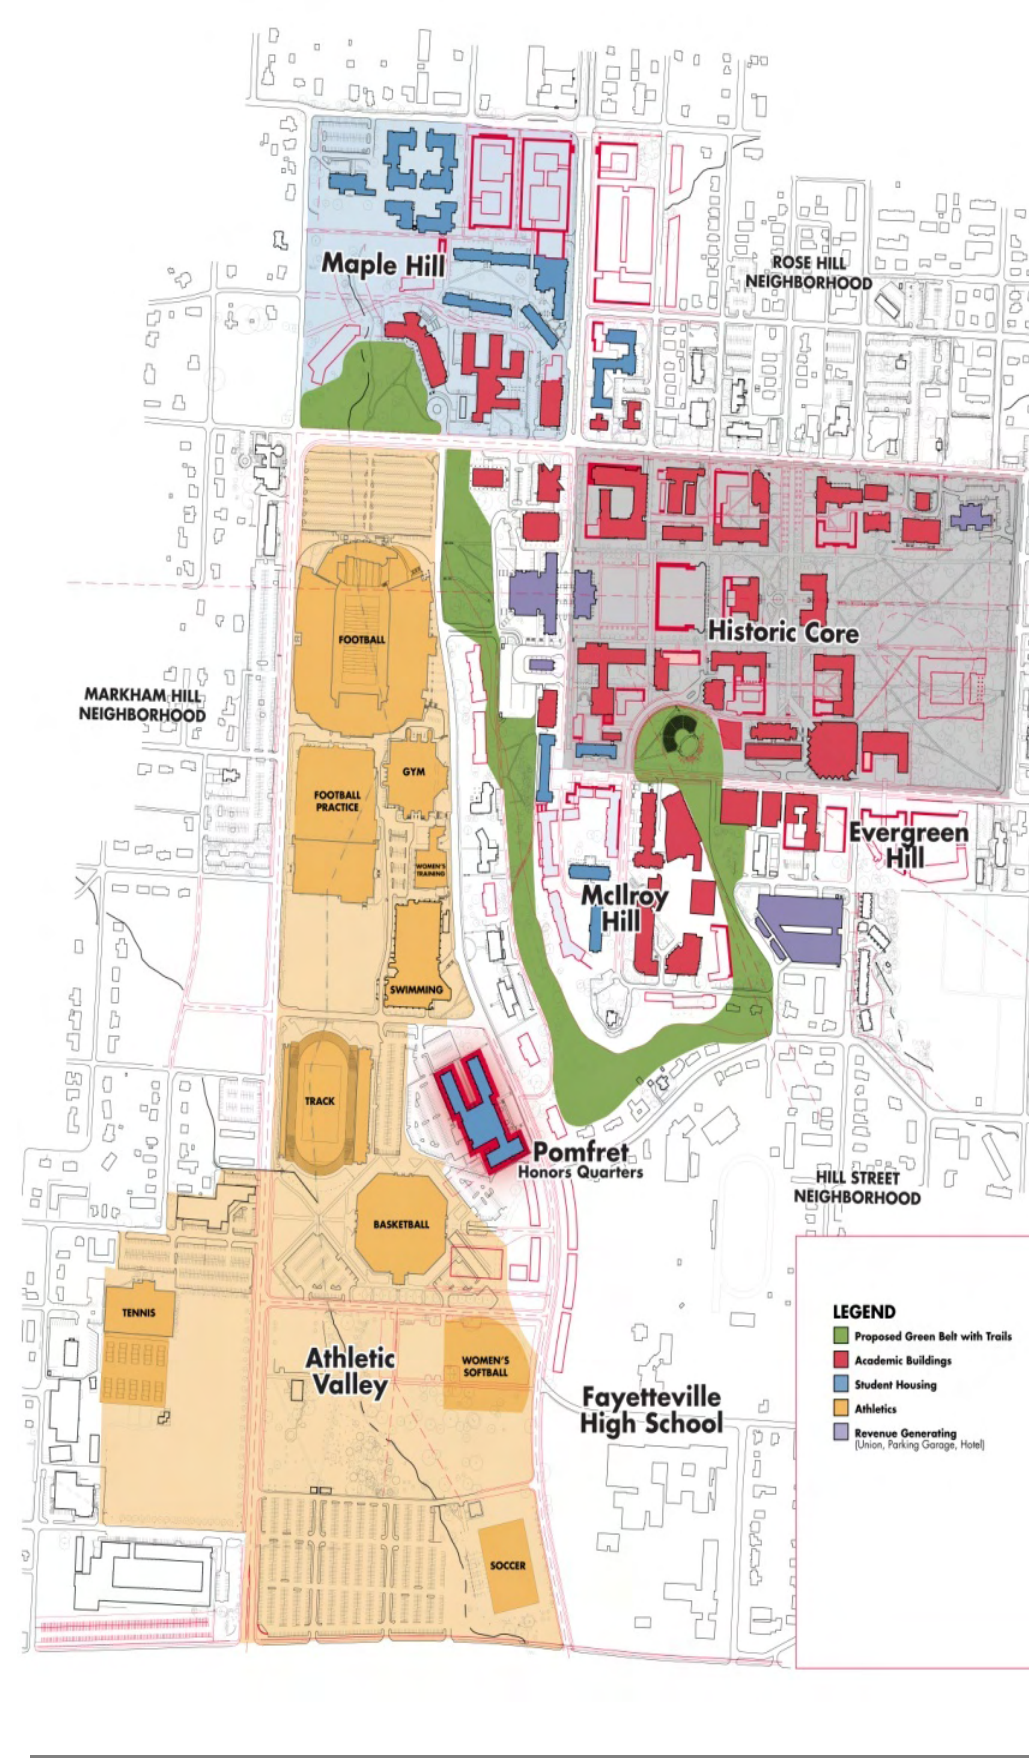 Maple Hill
ROSE HILL
NEIGHBORHOOD
Historic Core
FOOTBALL
MARKHAM HILL
NEIGHBORHOOD
GYM
FOOTBALL
PRACTICE
WOMEN'S
TRAINING
Evergreen
Hill
McIlroy
Hill
SWIMMING
TRACK
Pomfret
Honors Quarters
HILL STREET
NEIGHBORHOOD
BASKETBALL
TENNIS
Athletic
Valley
WOMEN'S
SOFTBALL
Fayetteville
High School
SOCCER
LEGEND
Proposed Green Belt with Trails
Academic Buildings
Student Housing
Athletics
Revenue Generating
(Union, Parking Garage, Hotel)